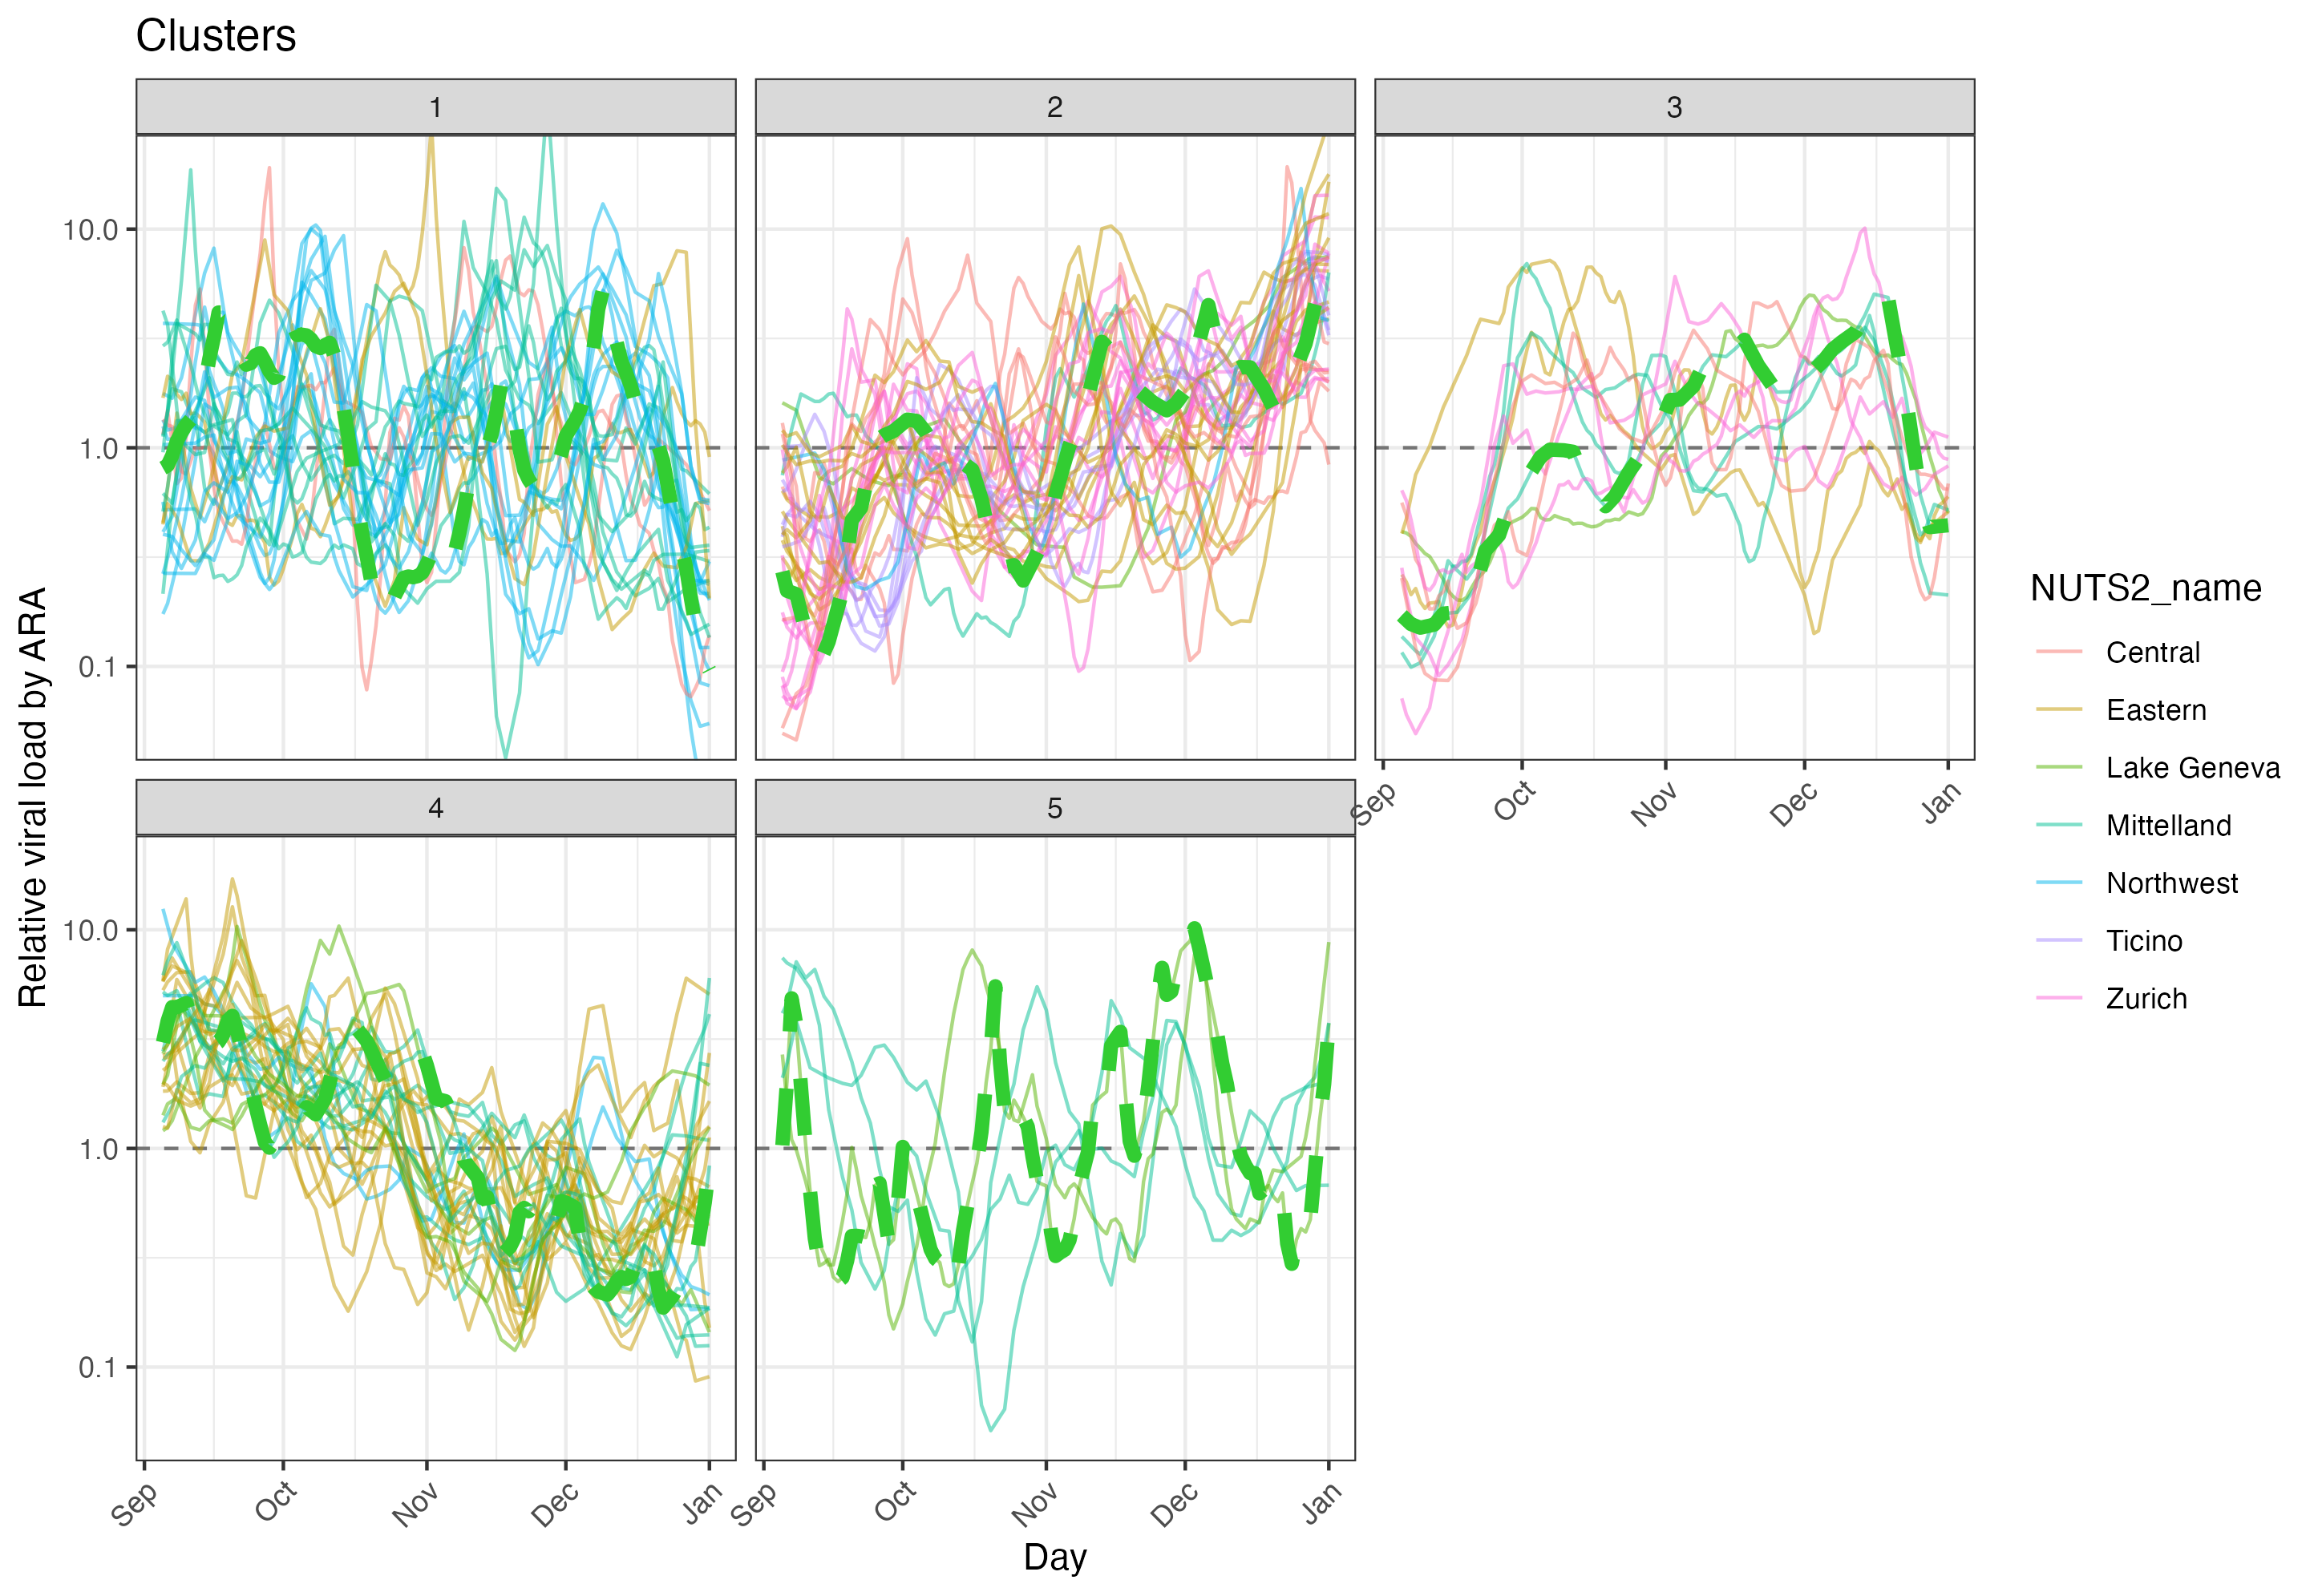 Clusters
1
2
3
10.0
1.0
0.1
Sep
Oct
Nov
Dec
Jan
4
5
10.0
1.0
0.1
Sep
Oct
Nov
Dec
Jan
Sep
Oct
Nov
Dec
Jan
Day
Relative viral load by ARA
NUTS2_name
Central
Eastern
Lake Geneva
Mittelland
Northwest
Ticino
Zurich